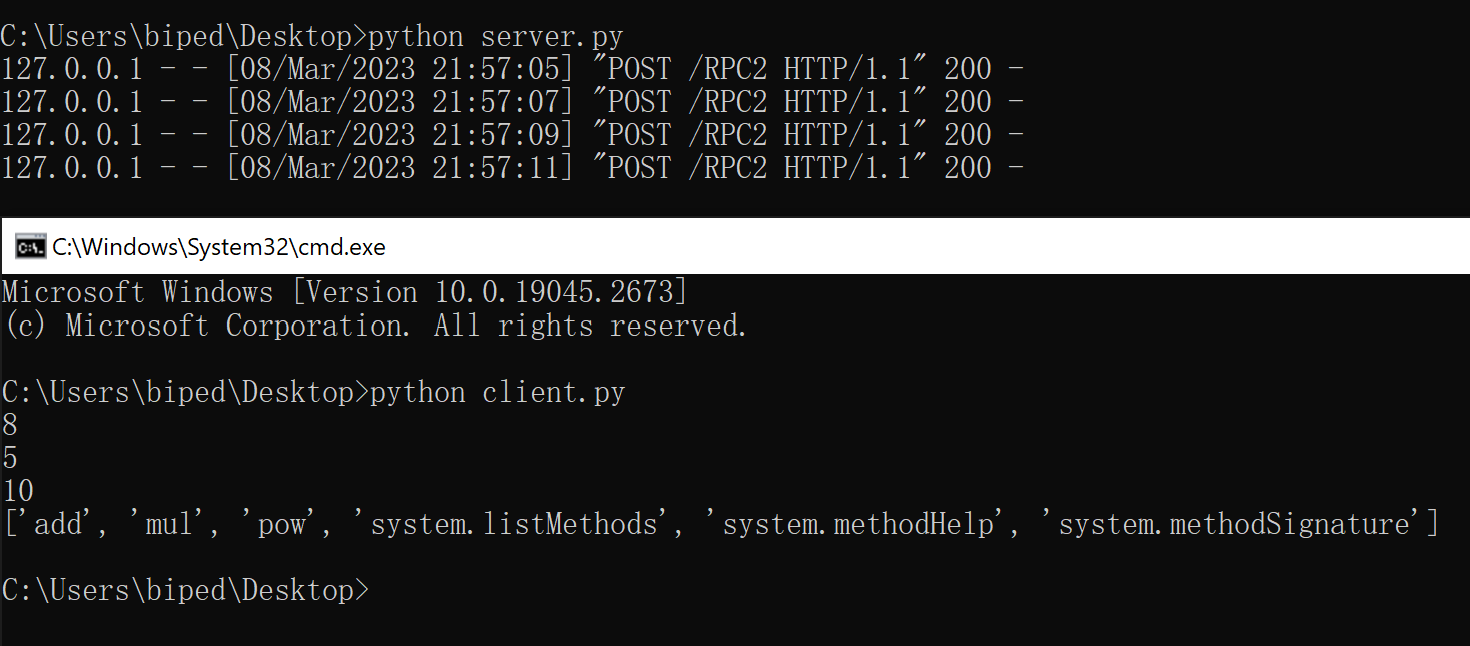 C:\Users\biped\Desktop>python server.py
127.0.0.1 - - [08/Mar/2023 21:57:05] "POST /RPC2 HTTP/1.1" 200 -
127.0.0.1 - - [08/Mar/2023 21:57:07] "POST /RPC2 HTTP/1.1" 200 -
127.0.0.1 - - [08/Mar/2023 21:57:09] "POST /RPC2 HTTP/1.1" 200 -
127.0.0.1 - - [08/Mar/2023 21:57:11] "POST /RPC2 HTTP/1.1" 200 -
C:\Windows\System32\cmd.exe
Microsoft Windows [Version 10.0.19045.2673]
(c) Microsoft Corporation. All rights reserved.
C:\Users\biped\Desktop>python client.py
8
5
10
['add', 'mul', 'pow', 'system.listMethods', 'system.methodHelp', 'system.methodSignature']
C:\Users\biped\Desktop>